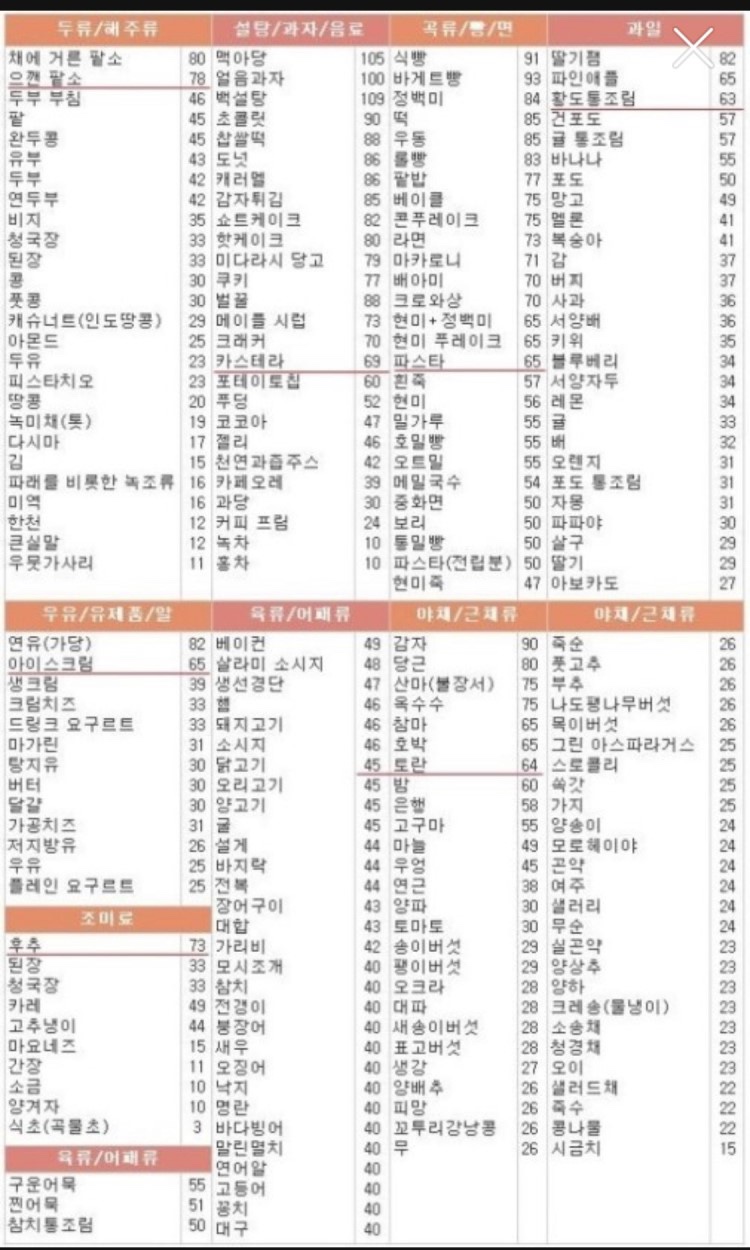 두류/해주류
채에 거른 팥소 80
으깬 팥소 78
두부 부침 46
팥 45
완두콩 45
유부 43
두부 42
연두부 42
비지 35
청국장 33
된장 33
콩 30
풋콩 30
캐슈너트(인도땅콩) 29
아몬드 25
두유 23
피스타치오 23
땅콩 20
녹미채(톳) 19
다시마 17
김 15
파래를 비롯한 녹조류 16
미역 16
한천 12
큰실말 12
우뭇가사리 11
설탕/과자/음료
맥아당 105
얼음과자 100
백설탕 109
초콜릿 90
찹쌀떡 88
도넛 86
캐러멜 86
감자튀김 85
쇼트케이크 82
핫케이크 80
미다라시 당고 79
쿠키 77
벌꿀 88
메이플 시럽 73
크래커 70
카스테라 69
포테이토칩 60
푸딩 52
코코아 47
젤리 46
천연과즙주스 42
카페오레 39
과당 30
커피 프림 24
녹차 10
홍차 10
곡류/빵/면
식빵 91
바게트빵 93
정백미 84
떡 85
우동 85
롤빵 83
팥밥 77
베이클 75
콘푸레이크 75
라면 73
마카로니 71
배아미 70
크로와상 70
현미+정백미 65
현미 푸레이크 65
파스타 65
흰죽 57
현미 56
밀가루 55
호밀빵 55
오트밀 55
메밀국수 54
중화면 50
보리 50
통밀빵 50
파스타(전립분) 50
현미죽 47
과일
딸기잼 82
파인애플 65
황도통조림 63
건포도 57
귤 통조림 57
바나나 55
포도 50
망고 49
멜론 41
복숭아 41
감 37
버찌 37
사과 36
서양배 36
키위 35
블루베리 34
서양자두 34
레몬 34
귤 33
배 32
오렌지 31
포도 통조림 31
자몽 31
파파야 30
살구 29
딸기 29
아보카도 27
우유/유제품/알
연유(가당) 82
아이스크림 65
생크림 39
크림치즈 33
드링크 요구르트 33
마가린 31
탕지유 30
버터 30
달걀 30
가공치즈 31
저지방유 26
우유 25
플레인 요구르트 25
조미료
후추 73
된장 33
청국장 33
카레 49
고추냉이 44
마요네즈 15
간장 11
소금 10
양겨자 10
식초(곡물초) 3
육류/어패류
구운어묵 55
찐어묵 51
참치통조림 50
육류/어패류
베이컨 49
살라미 소시지 48
생선경단 47
햄 46
돼지고기 46
소시지 46
닭고기 45
오리고기 45
양고기 45
굴 45
성게 44
바지락 44
전복 44
장어구이 43
대합 43
가리비 42
모시조개 40
참치 40
전갱이 40
붕장어 40
새우 40
오징어 40
낙지 40
명란 40
바다빙어 40
말린멸치 40
연어알 40
고등어 40
꽁치 40
대구 40
야채/근채류
감자 90
당근 80
산마(불장서) 75
옥수수 75
참마 65
호박 65
토란 64
밤 60
은행 58
고구마 55
마늘 49
우엉 45
연근 38
양파 30
토마토 30
송이버섯 29
팽이버섯 29
오크라 28
대파 28
새송이버섯 28
표고버섯 28
생강 27
양배추 26
피망 26
꼬투리강낭콩 26
무 26
야채/근채류
죽순 26
풋고추 26
부추 26
나도팽나무버섯 26
목이버섯 26
그린 아스파라거스 25
스로콜리 25
쑥갓 25
가지 25
양송이 24
모로헤이야 24
곤약 24
여주 24
샐러리 24
무순 24
실곤약 23
양상추 23
양하 23
크레송(물냉이) 23
소송채 23
청경채 23
오이 23
샐러드채 22
죽수 22
콩나물 22
시금치 15